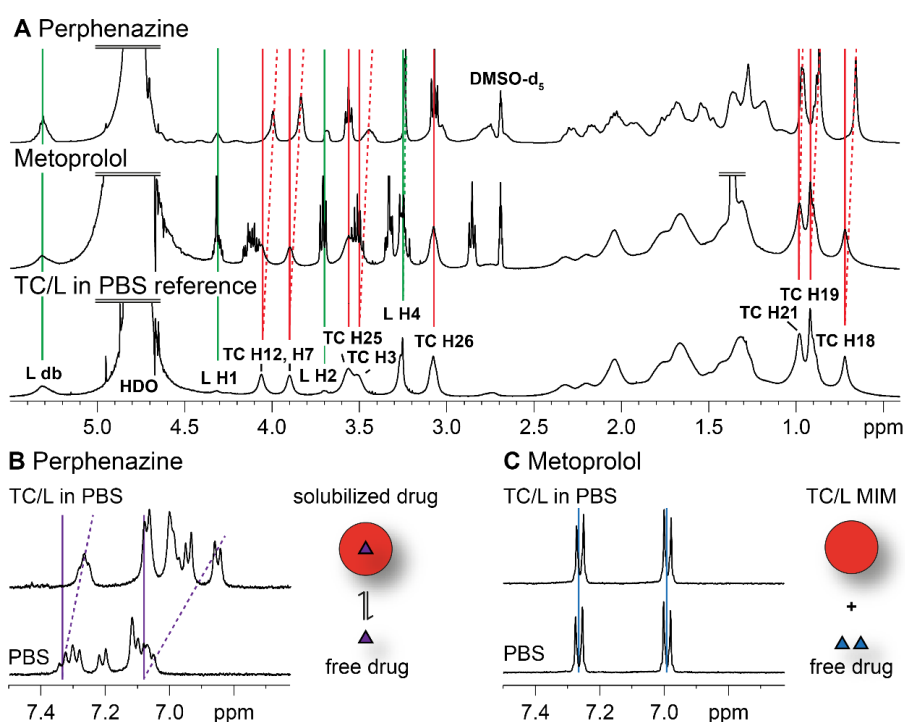 A Perphenazine
DMSO-d5
Metoprolol
TC/L in PBS reference
L db
HDO
L H1
TC H12, H7
L H2
TC H25
TC H3
L H4
TC H26
TC H21
TC H19
TC H18
5.0 4.5 4.0 3.5 3.0 2.5 2.0 1.5 1.0 ppm
B Perphenazine
TC/L in PBS
PBS
7.4 7.2 7.0 ppm
solubilized drug
free drug
C Metoprolol
TC/L in PBS
PBS
7.4 7.2 7.0 ppm
TC/L MIM
+
free drug